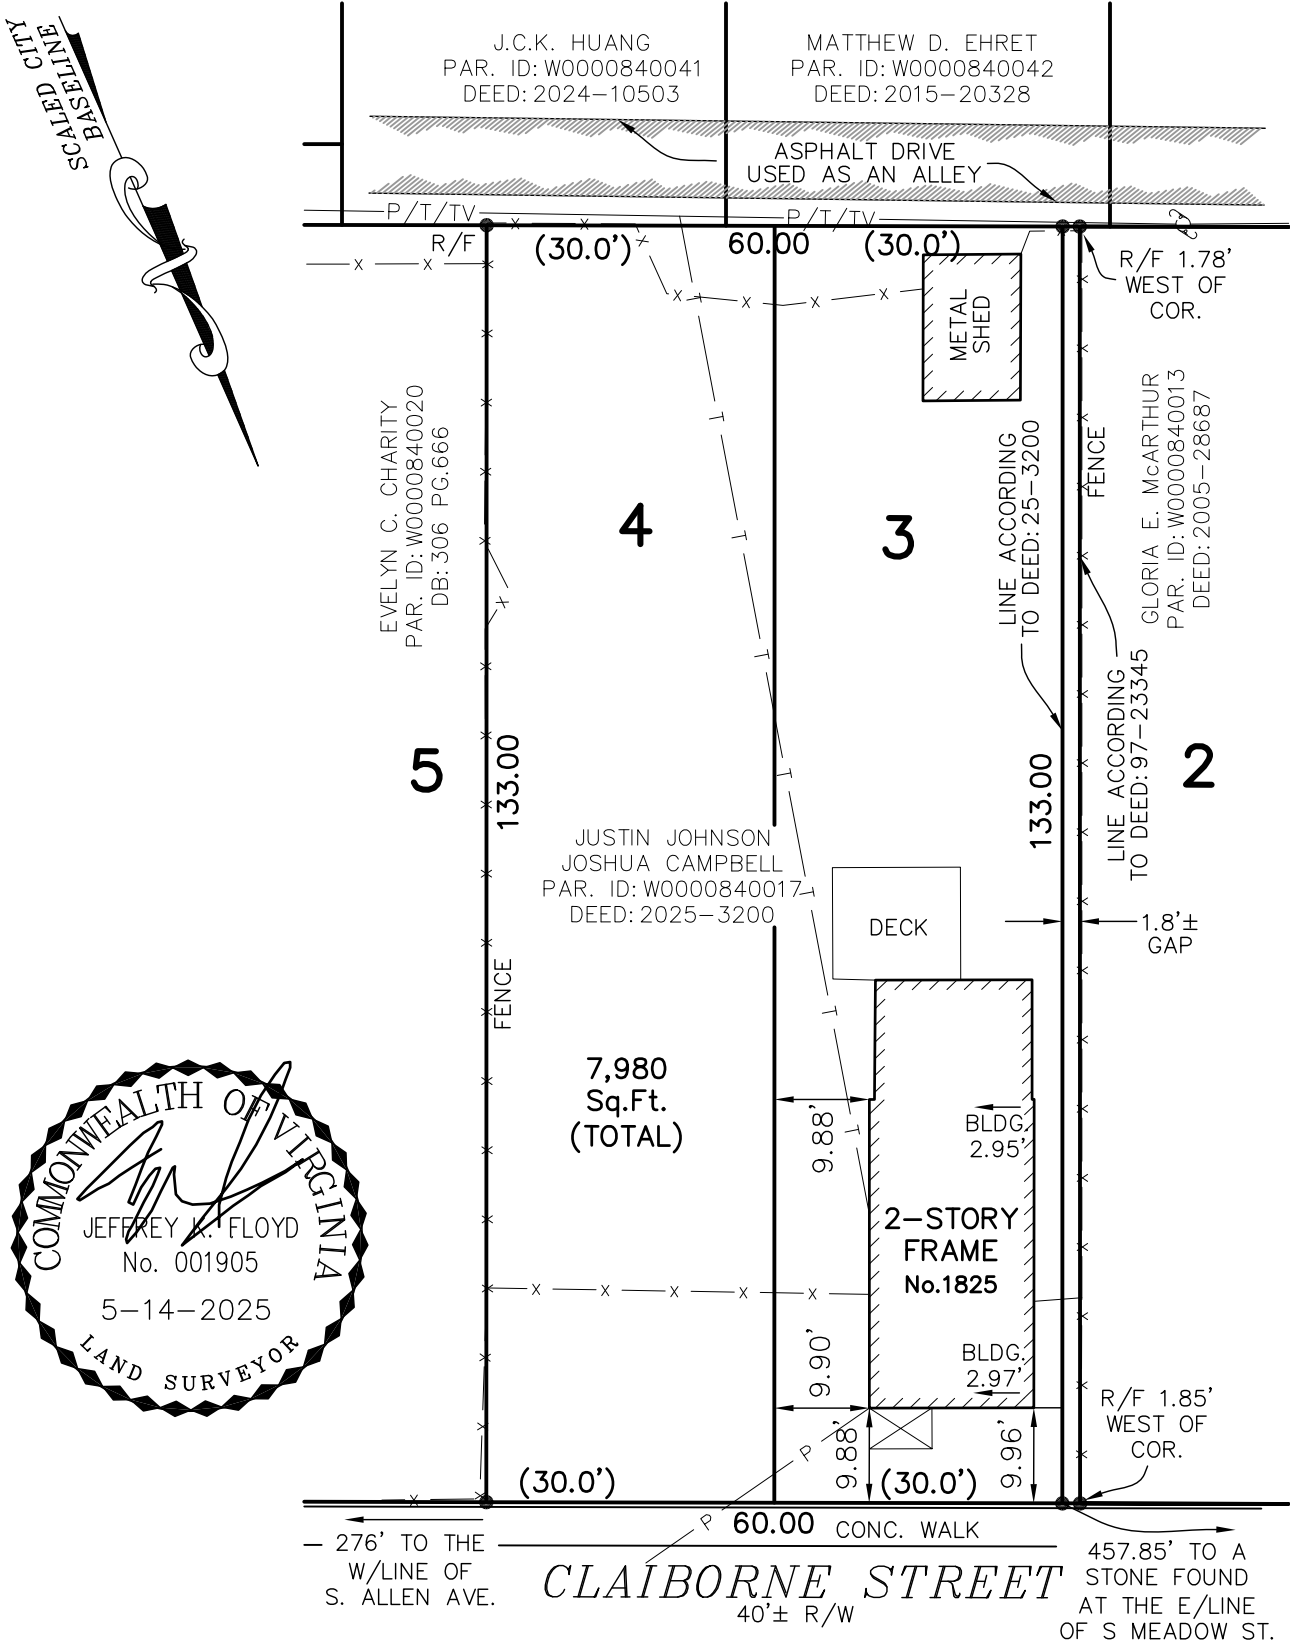 SCALED CITY
BASELINE
J.C.K. HUANG
PAR. ID: W0000840041
DEED: 2024-10503
MATTHEW D. EHRET
PAR. ID: W0000840042
DEED: 2015-20328
ASPHALT DRIVE
USED AS AN ALLEY
P/T/TV
P/T/TV
R/F
(30.0')
60.00
(30.0')
R/F 1.78'
WEST OF
COR.
METAL
SHED
EVELYN C. CHARITY
PAR. ID: W0000840020
DB: 306 PG.666
4
3
LINE ACCORDING
TO DEED: 25-3200
FENCE
GLORIA E. McARTHUR
PAR. ID: W0000840013
DEED: 2005-28687
LINE ACCORDING
TO DEED: 97-23345
5
133.00
133.00
2
JUSTIN JOHNSON
JOSHUA CAMPBELL
PAR. ID: W0000840017
DEED: 2025-3200
DECK
1.8'±
GAP
FENCE
7,980
Sq.Ft.
(TOTAL)
9.88'
BLDG.
2.95'
2-STORY
FRAME
No.1825
COMMONWEALTH OF VIRGINIA
JEFFREY K. FLOYD
No. 001905
5-14-2025
LAND SURVEYOR
9.90'
BLDG.
2.97'
R/F 1.85'
WEST OF
COR.
9.88'
9.96'
(30.0')
(30.0')
P
P
60.00
CONC. WALK
276' TO THE
W/LINE OF
S. ALLEN AVE.
CLAIBORNE STREET
40'± R/W
457.85' TO A
STONE FOUND
AT THE E/LINE
OF S MEADOW ST.